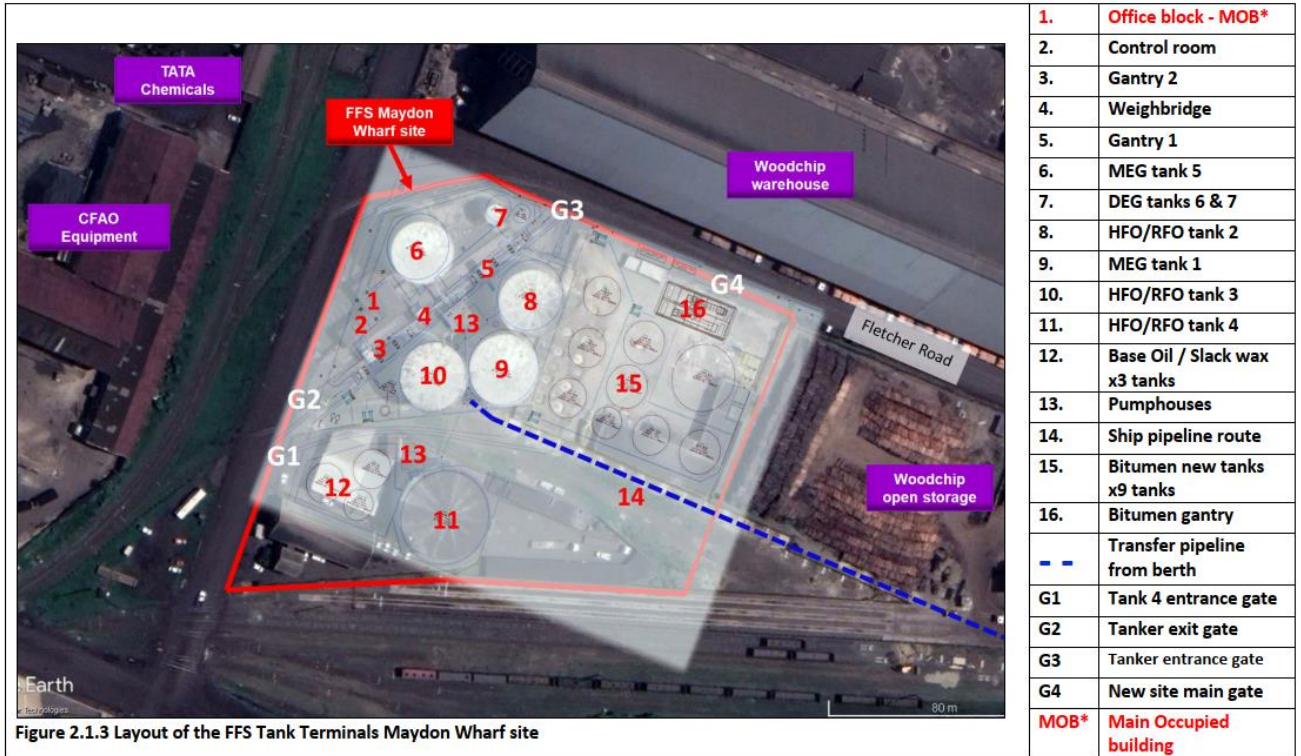 TATA
Chemicals
FFS Maydon
Wharf site
Woodchip
warehouse
CFAO
Equipment
G3
7
6
5
G4
8
16
1
4
13
2
Fletcher Road
3
9
10
15
G2
G1
13
Woodchip
open storage
12
14
11
Earth
Technologies
80 m
Figure 2.1.3 Layout of the FFS Tank Terminals Maydon Wharf site
1. Office block - MOB*
2. Control room
3. Gantry 2
4. Weighbridge
5. Gantry 1
6. MEG tank 5
7. DEG tanks 6 & 7
8. HFO/RFO tank 2
9. MEG tank 1
10. HFO/RFO tank 3
11. HFO/RFO tank 4
12. Base Oil / Slack wax
x3 tanks
13. Pumphouses
14. Ship pipeline route
15. Bitumen new tanks
x9 tanks
16. Bitumen gantry
Transfer pipeline
from berth
G1 Tank 4 entrance gate
G2 Tanker exit gate
G3 Tanker entrance gate
G4 New site main gate
MOB* Main Occupied
building